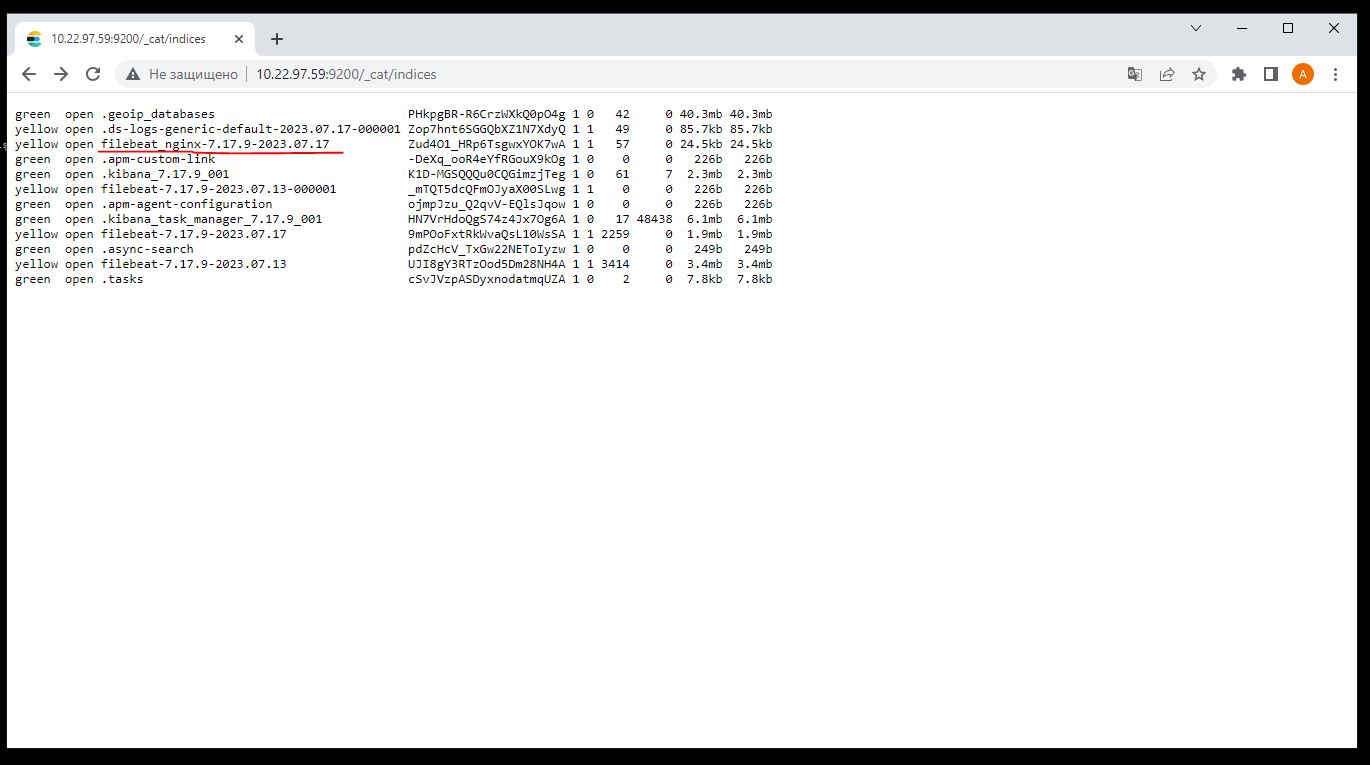 10.22.97.59:9200/_cat/indices
Не защищено 10.22.97.59:9200/_cat/indices A
green open .geoip_databases PHkpgBR-R6CrzWXkQ0pO4g 1 0 42 0 40.3mb 40.3mb
yellow open .ds-logs-generic-default-2023.07.17-000001 Zop7hnt6SGGQbXZ1N7XdyQ 1 1 49 0 85.7kb 85.7kb
yellow open filebeat_nginx-7.17.9-2023.07.17 Zud4O1_HRp6TsgwxYOK7wA 1 1 57 0 24.5kb 24.5kb
green open .apm-custom-link -DeXq_ooR4eYfRGouX9kOg 1 0 0 0 226b 226b
green open .kibana_7.17.9_001 K1D-MGSQQQu0CQGimzjTeg 1 0 61 7 2.3mb 2.3mb
yellow open filebeat-7.17.9-2023.07.13-000001 _mTQT5dcQFmOJyaX00SLwg 1 1 0 0 226b 226b
green open .apm-agent-configuration ojmpJzu_Q2qvV-EQlsJqow 1 0 0 0 226b 226b
green open .kibana_task_manager_7.17.9_001 HN7VrHdoQgS74z4Jx7Og6A 1 0 17 48438 6.1mb 6.1mb
yellow open filebeat-7.17.9-2023.07.17 9mPOoFxtRkWvaQsL10WsSA 1 1 2259 0 1.9mb 1.9mb
green open .async-search pdZcHcV_TxGw22NEToIyzw 1 0 0 0 249b 249b
yellow open filebeat-7.17.9-2023.07.13 UJI8gY3RTzOod5Dm28NH4A 1 1 3414 0 3.4mb 3.4mb
green open .tasks cSvJVzpASDyxnodatmqUZA 1 0 2 0 7.8kb 7.8kb